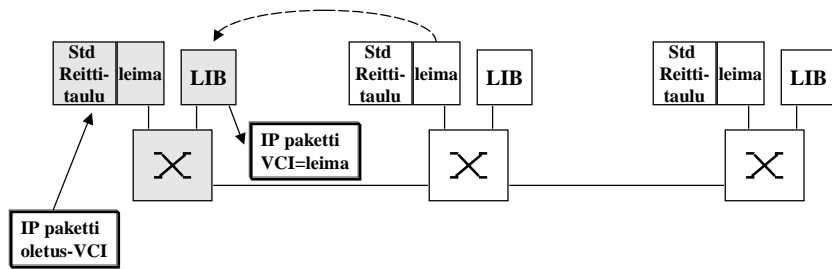 Std
Reitti-
taulu
leima
LIB
Std
Reitti-
taulu
leima
LIB
Std
Reitti-
taulu
leima
LIB
IP paketti
VCI=leima
IP paketti
oletus-VCI